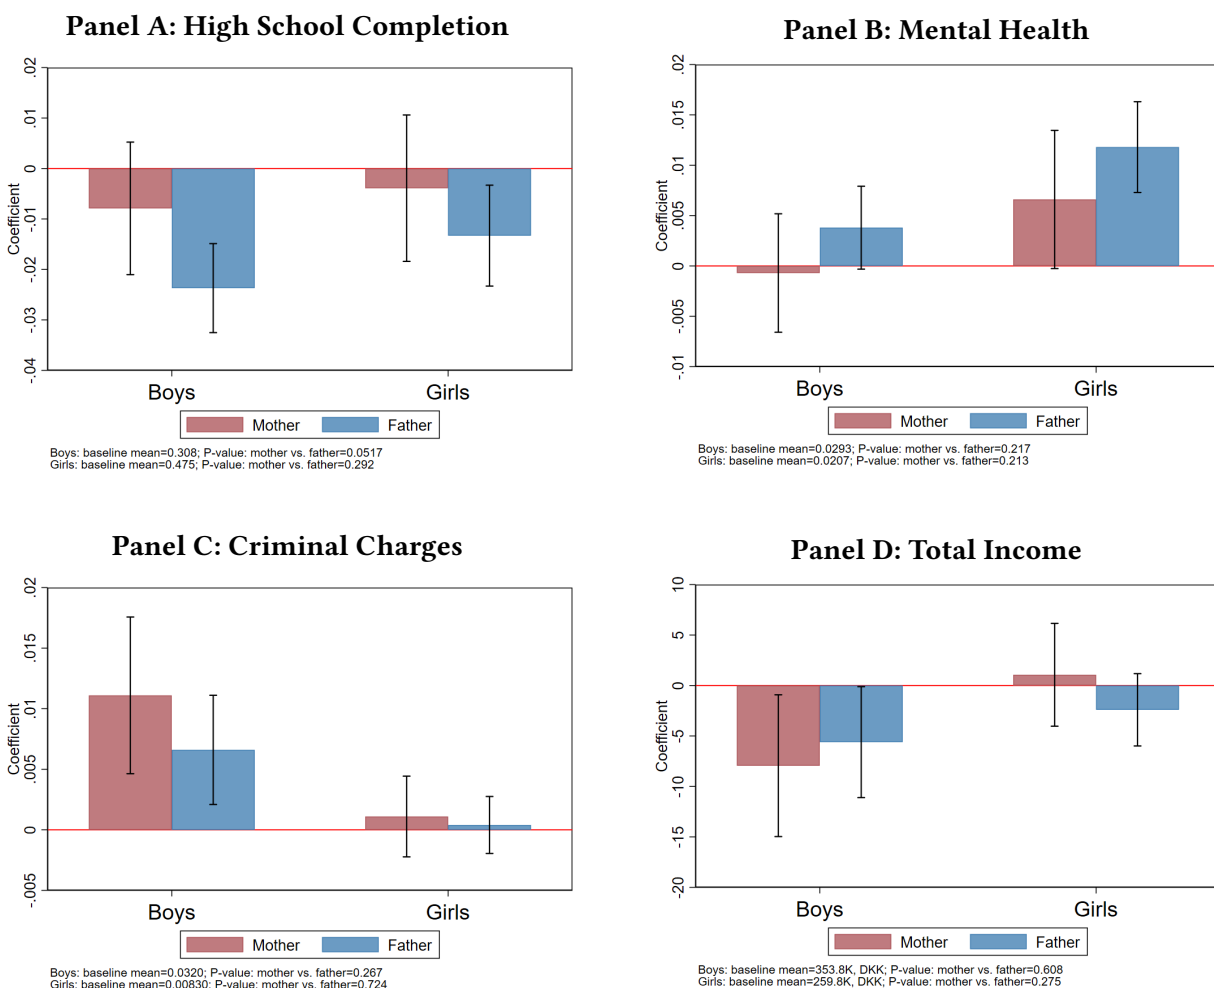 Panel A: High School Completion
.02
.01
0
-.01
-.02
-.03
-.04
Coefficient
Boys
Girls
Mother
Father
Boys: baseline mean=0.308; P-value: mother vs. father=0.0517
Girls: baseline mean=0.475; P-value: mother vs. father=0.292
Panel B: Mental Health
.02
.015
.01
.005
0
-.005
-.01
Coefficient
Boys
Girls
Mother
Father
Boys: baseline mean=0.0293; P-value: mother vs. father=0.217
Girls: baseline mean=0.0207; P-value: mother vs. father=0.213
Panel C: Criminal Charges
.02
.015
.01
.005
0
-.005
Coefficient
Boys
Girls
Mother
Father
Boys: baseline mean=0.0320; P-value: mother vs. father=0.267
Girls: baseline mean=0.00830; P-value: mother vs. father=0.724
Panel D: Total Income
10
5
0
-5
-10
-15
-20
Coefficient
Boys
Girls
Mother
Father
Boys: baseline mean=353.8K, DKK; P-value: mother vs. father=0.608
Girls: baseline mean=259.8K, DKK; P-value: mother vs. father=0.275